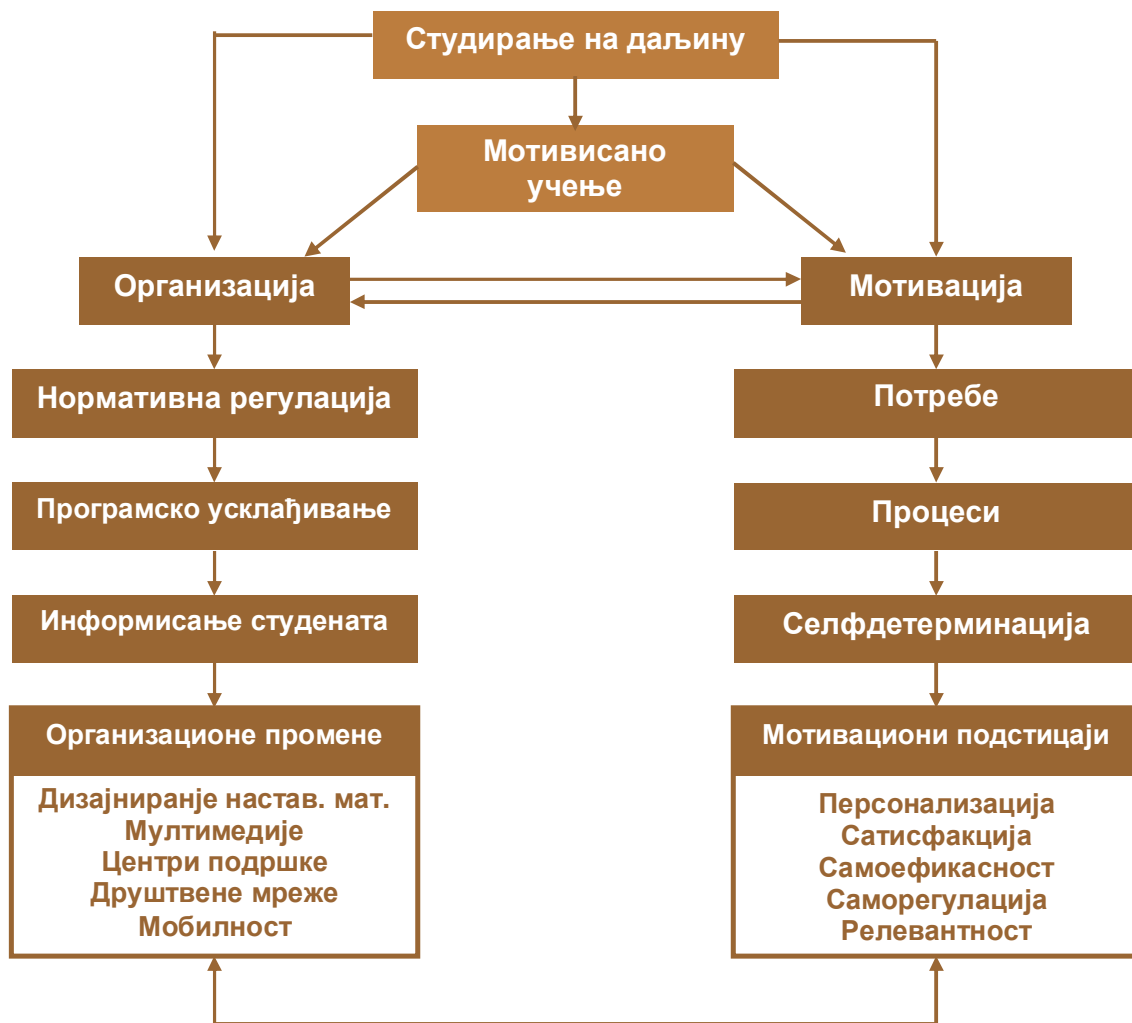 Студирање на даљину
Мотивисано
учење
Организација
Мотивација
Нормативна регулација
Потребе
Програмско усклађивање
Процеси
Информисање студената
Селфдетерминација
Организационе промене
Дизајниранје настав. мат.
Мултимедије
Центри подршке
Друштвене мреже
Мобилност
Мотивациони подстицаји
Персонализација
Сатисфакција
Самоефикасност
Саморегулација
Релевантност